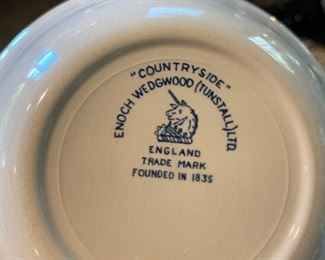 "COUNTRYSIDE"
ENOCH WEDGWOOD (TUNSTALL) LTD.
ENGLAND
TRADE MARK
FOUNDED IN 1835